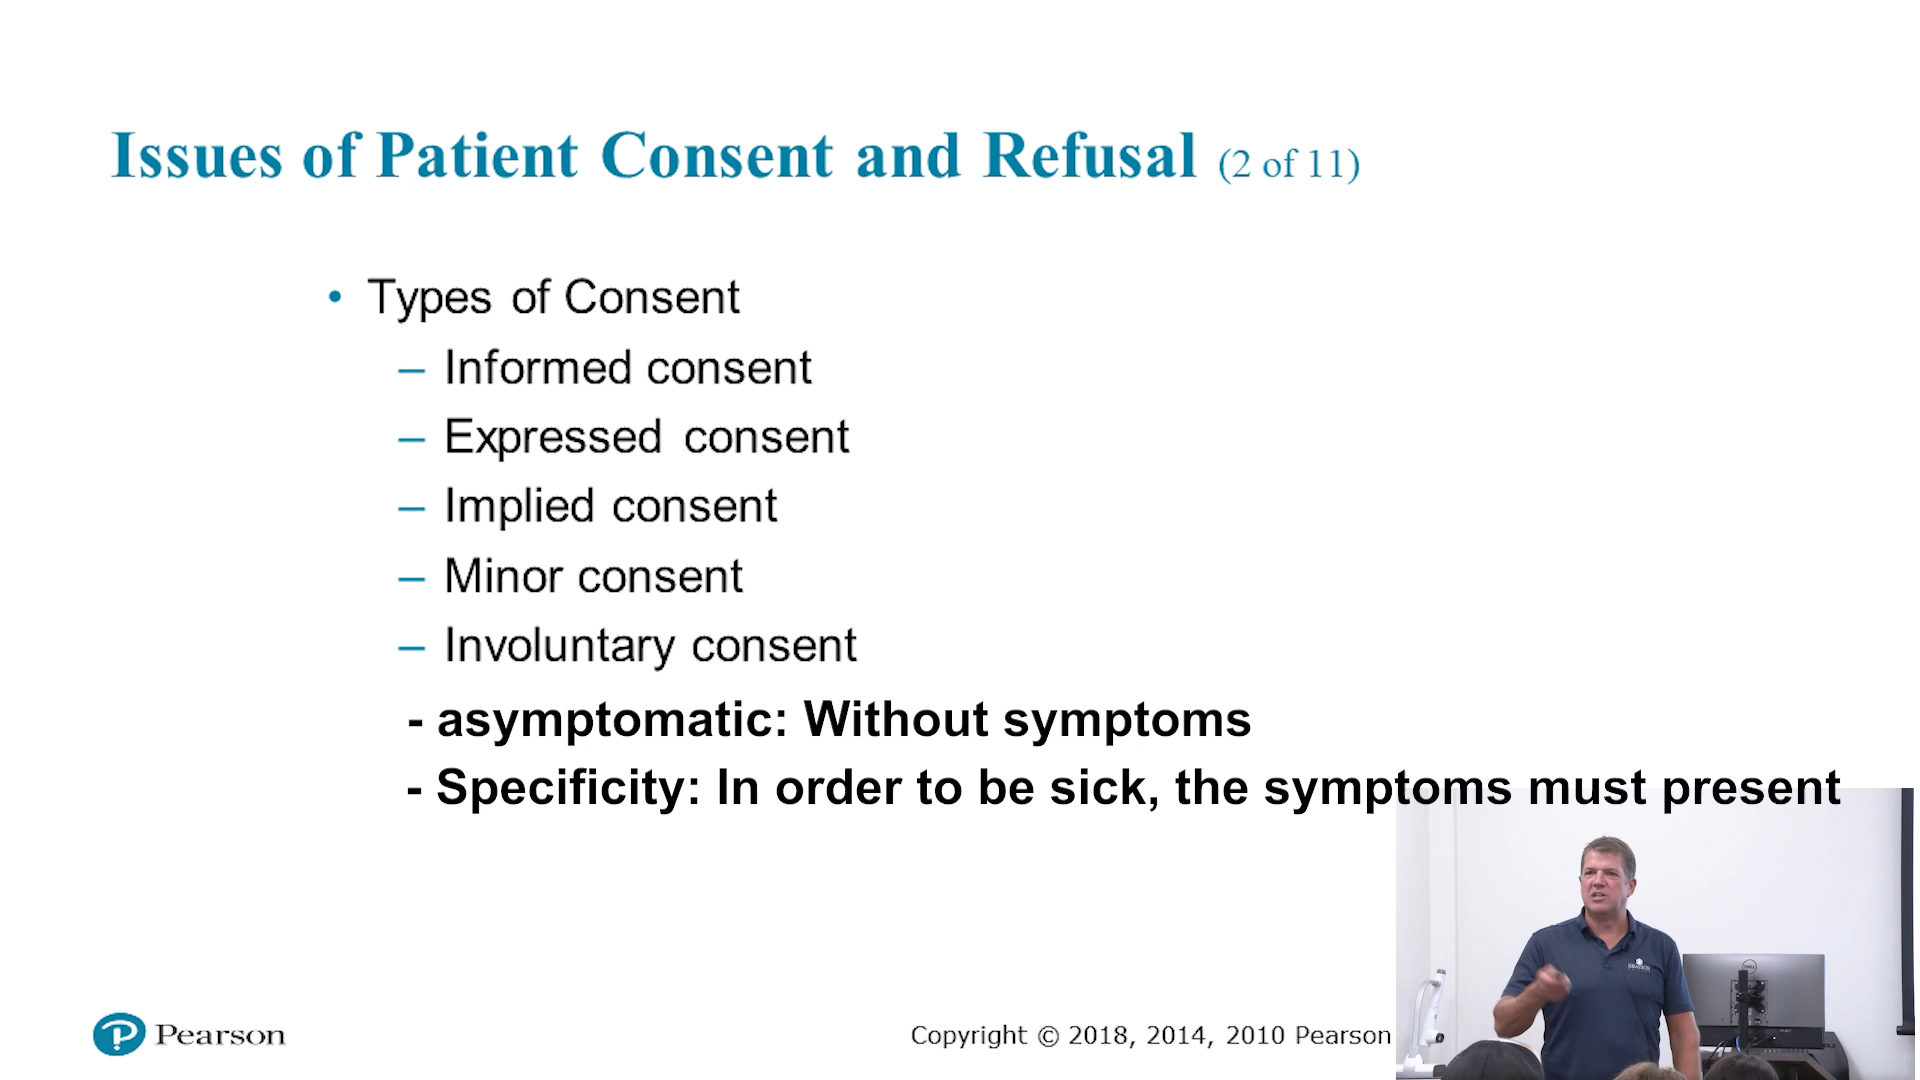 Issues of Patient Consent and Refusal (2 of 11)
• Types of Consent
– Informed consent
– Expressed consent
– Implied consent
– Minor consent
– Involuntary consent
- asymptomatic: Without symptoms
- Specificity: In order to be sick, the symptoms must present
Pearson
Copyright © 2018, 2014, 2010 Pearson
GRAYSON
DELL